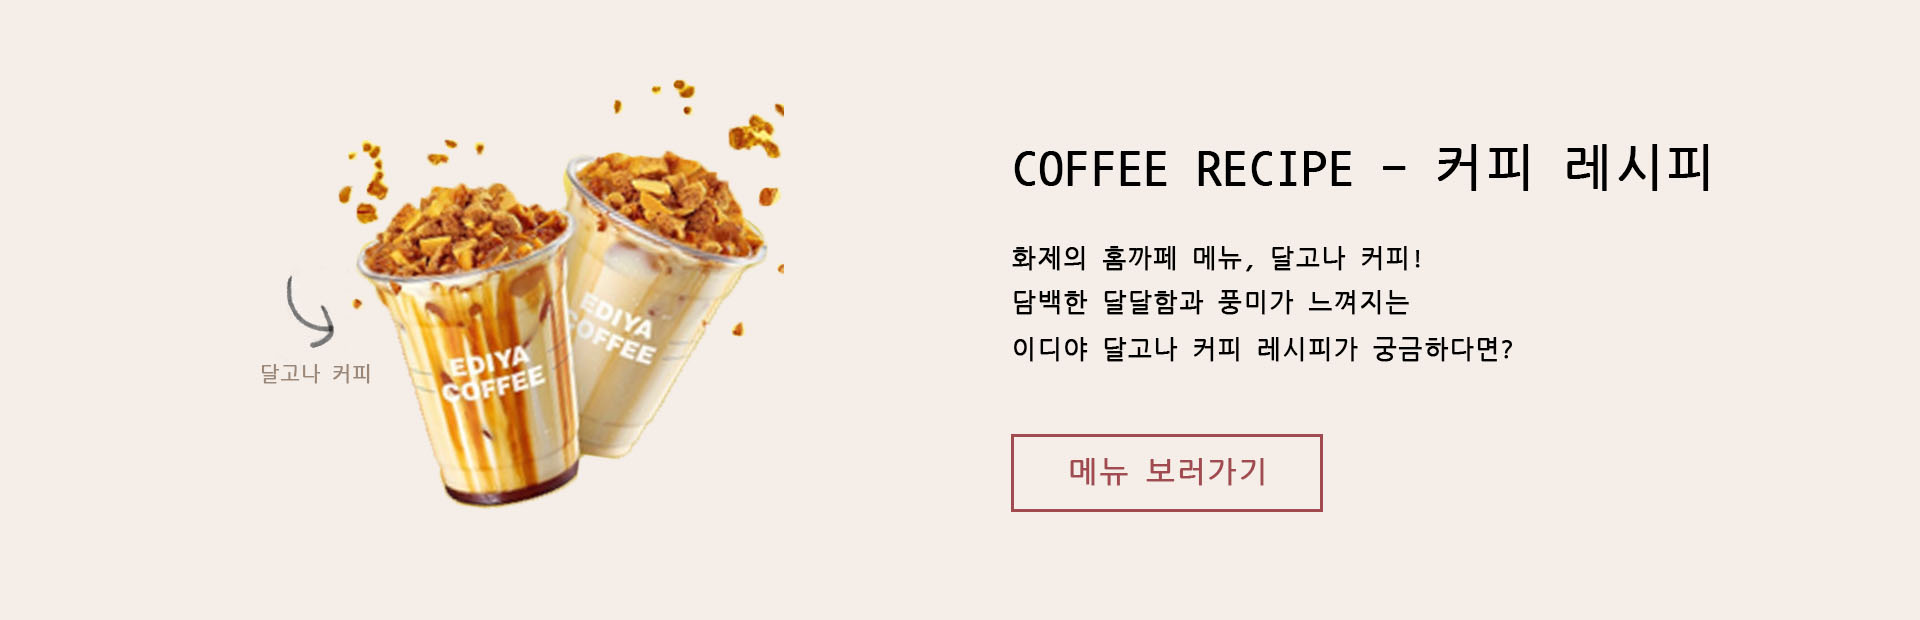 COFFEE RECIPE - 커피 레시피
화제의 홈까페 메뉴, 달고나 커피!
담백한 달달함과 풍미가 느껴지는
이디야 달고나 커피 레시피가 궁금하다면?
메뉴 보러가기
달고나 커피
EDIYA
COFFEE
EDIYA
COFFEE